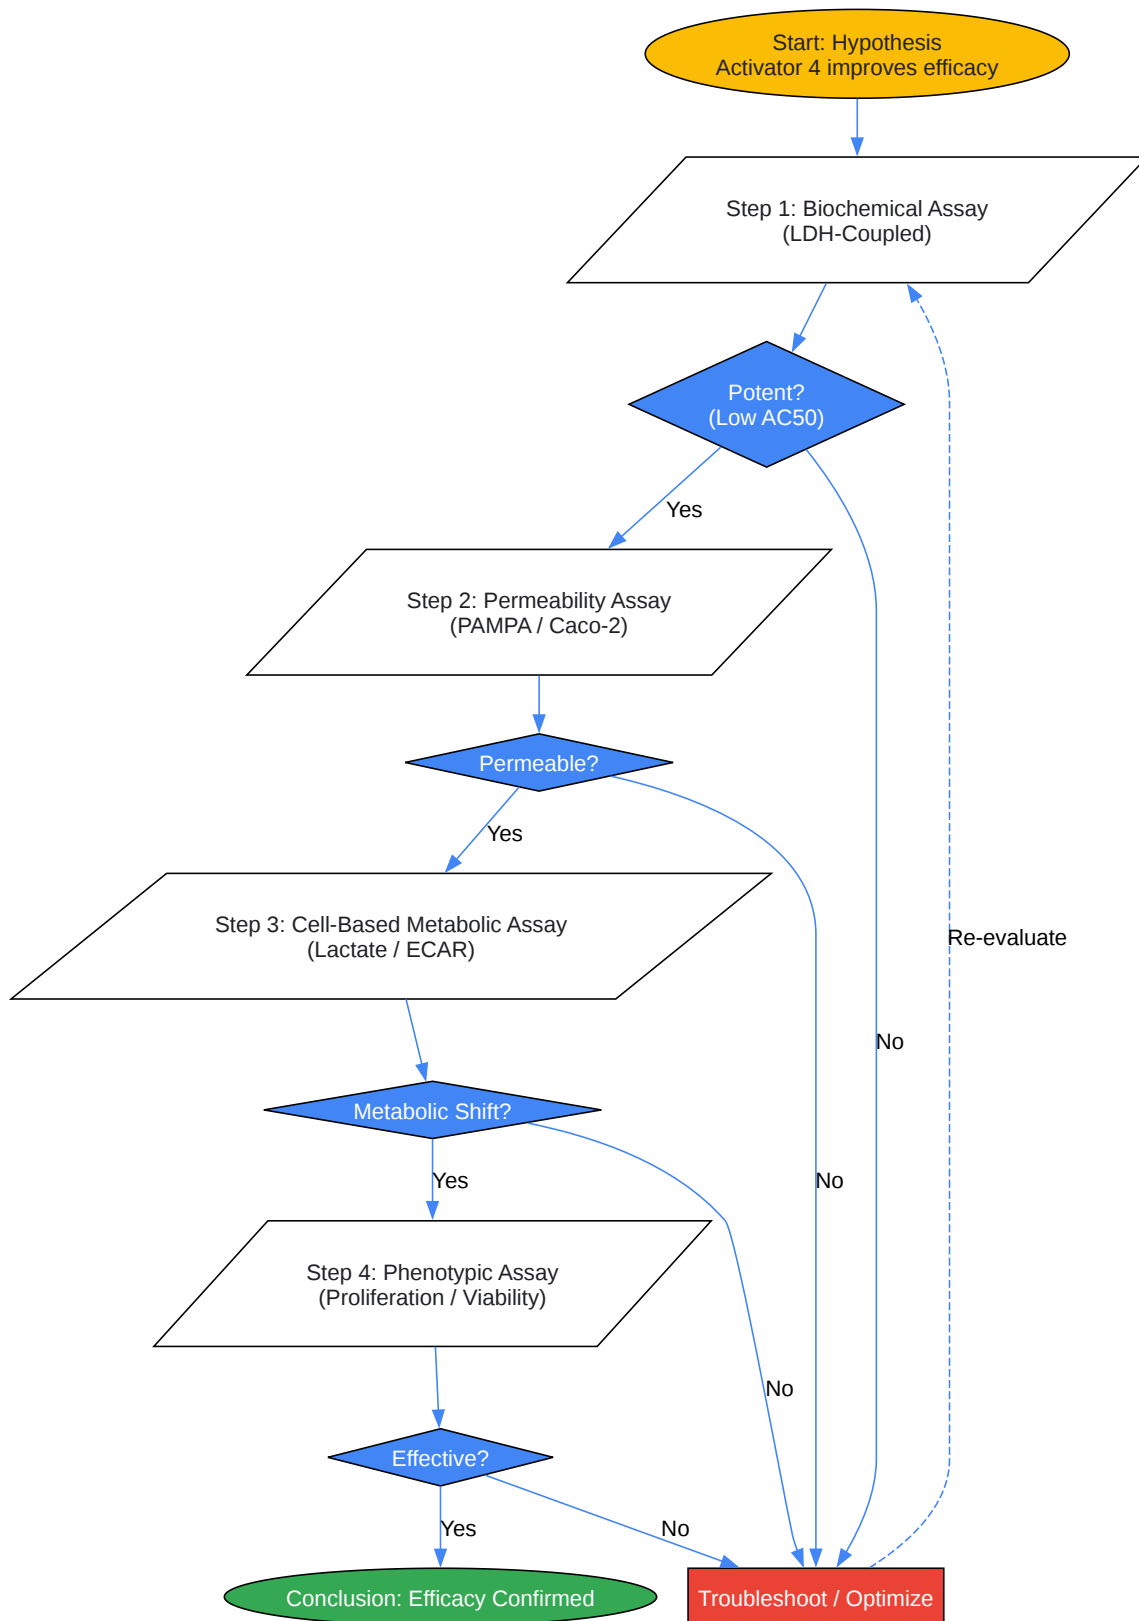 Start: Hypothesis
Activator 4 improves efficacy
Step 1: Biochemical Assay
(LDH-Coupled)
Potent?
(Low AC50)
Yes
Step 2: Permeability Assay
(PAMPA / Caco-2)
Permeable?
Yes
Step 3: Cell-Based Metabolic Assay
(Lactate / ECAR)
Re-evaluate
No
Metabolic Shift?
Yes
No
Step 4: Phenotypic Assay
(Proliferation / Viability)
No
Effective?
Yes
No
Conclusion: Efficacy Confirmed
Troubleshoot / Optimize